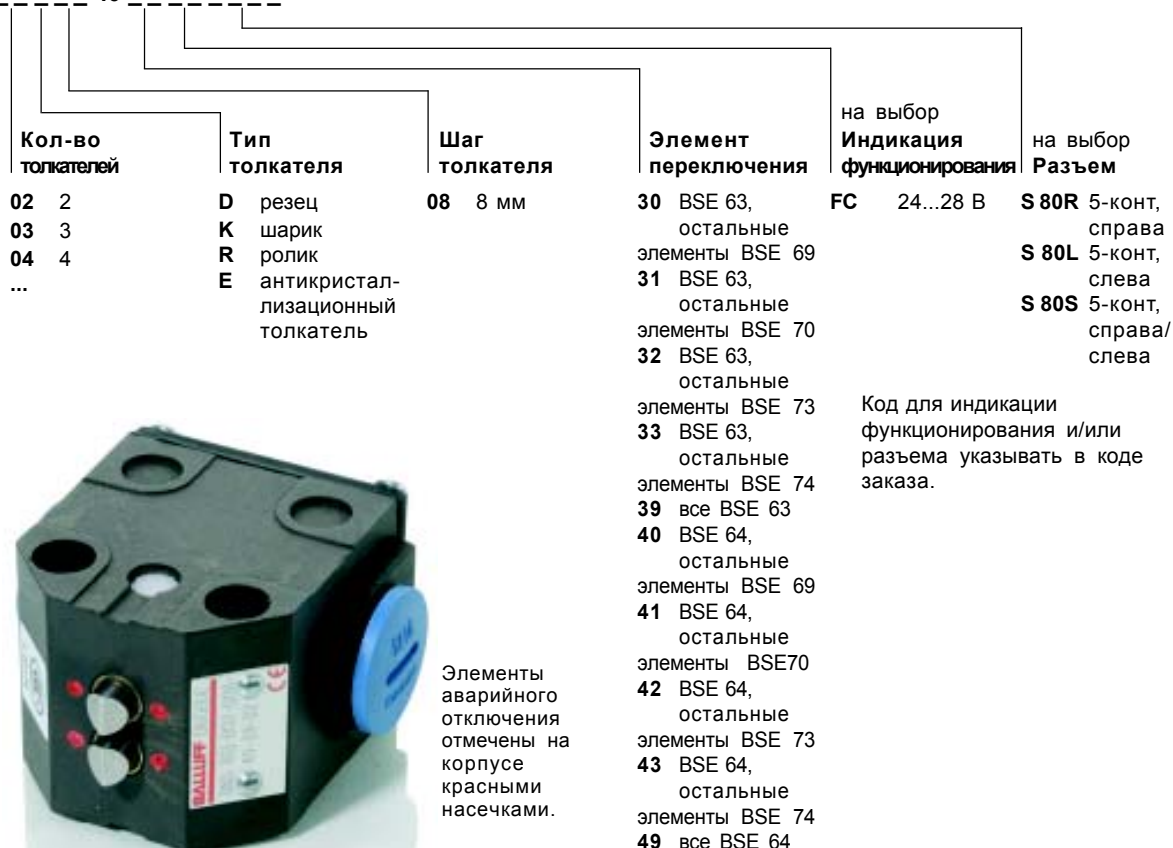 Кол-во
толкателей
02 2
03 3
04 4
...
Тип
толкателя
D резец
K шарик
R ролик
E антикристал-
лизационный
толкатель
Шаг
толкателя
08 8 мм
Элемент
переключения
30 BSE 63,
остальные
элементы BSE 69
31 BSE 63,
остальные
элементы BSE 70
32 BSE 63,
остальные
элементы BSE 73
33 BSE 63,
остальные
элементы BSE 74
39 все BSE 63
40 BSE 64,
остальные
элементы BSE 69
41 BSE 64,
остальные
элементы BSE70
42 BSE 64,
остальные
элементы BSE 73
43 BSE 64,
остальные
элементы BSE 74
49 все BSE 64
на выбор
Индикация
функционирования
FC 24...28 В
на выбор
Разъем
S 80R 5-конт,
справа
S 80L 5-конт,
слева
S 80S 5-конт,
справа/
слева
Код для индикации
функционирования и/или
разъема указывать в коде
заказа.
Элементы
аварийного
отключения
отмечены на
корпусе
красными
насечками.
BALLUFF
CE